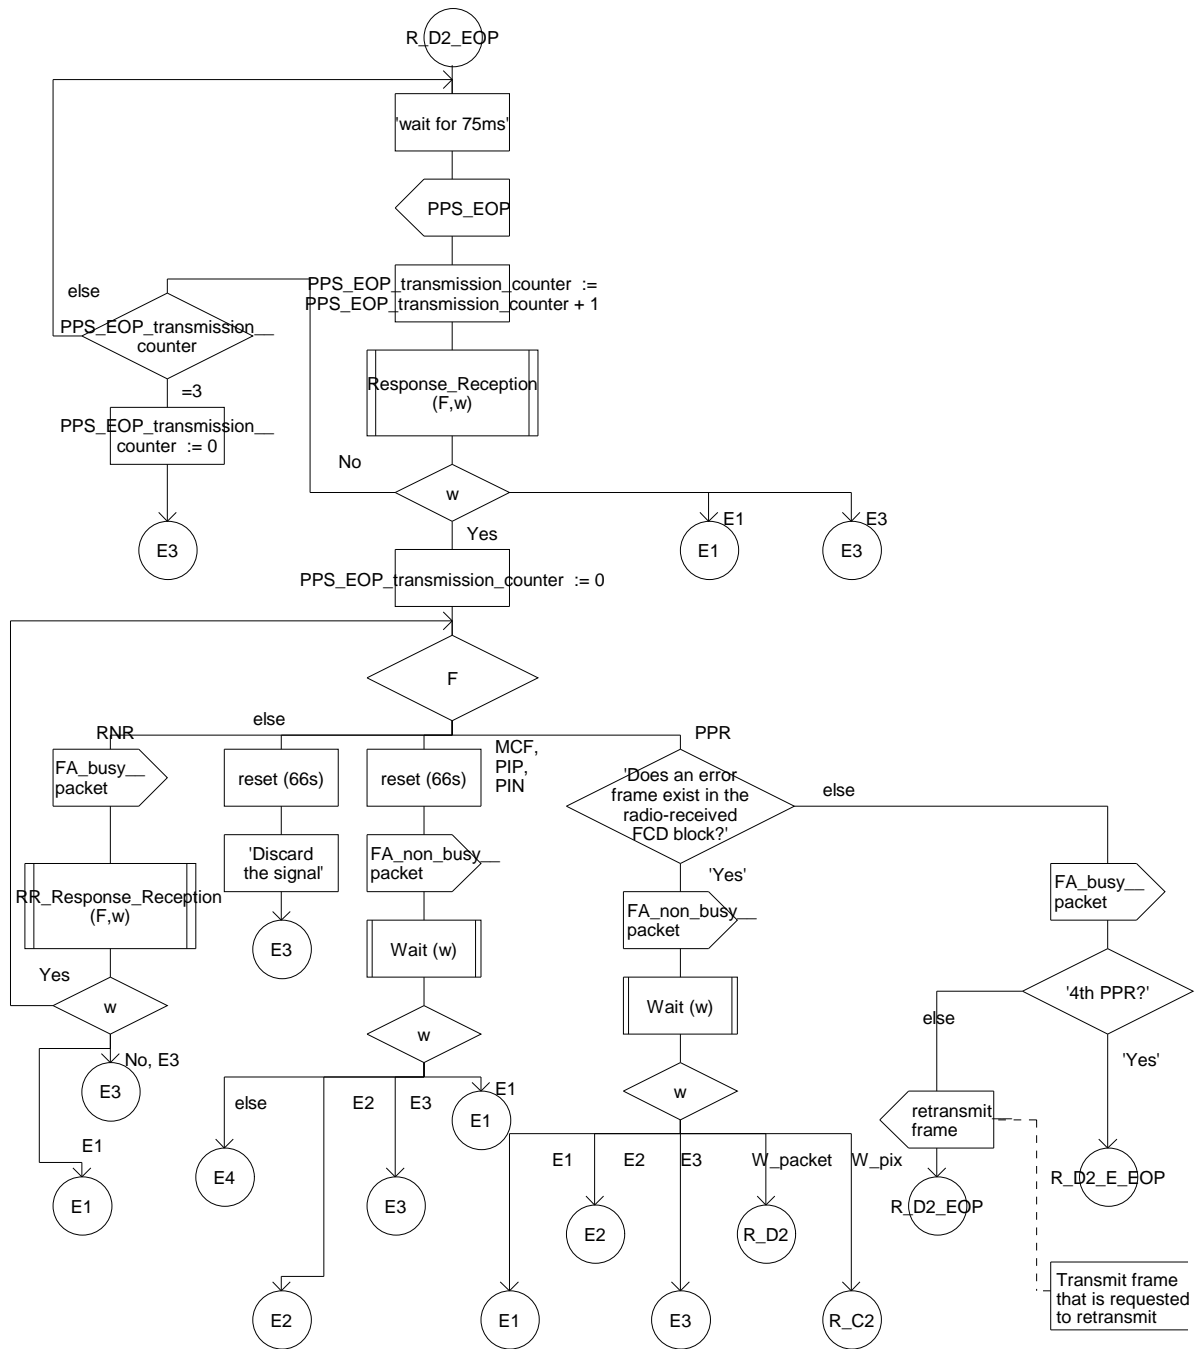 R_D2_EOP
'wait for 75ms'
PPS_EOP
PPS_EOP_transmission_counter :=
PPS_EOP_transmission_counter + 1
else
PPS_EOP_transmission__
counter
=3
PPS_EOP_transmission__
counter := 0
Response_Reception
(F,w)
No
w
E1
E3
Yes
E3
E1
E3
PPS_EOP_transmission_counter := 0
F
else
RNR
PPR
MCF,
PIP,
PIN
FA_busy__
packet
reset (66s)
reset (66s)
'Does an error
frame exist in the
radio-received
FCD block?'
else
'Discard
the signal'
FA_non_busy__
packet
'Yes'
RR_Response_Reception
(F,w)
FA_non_busy__
packet
FA_busy__
packet
E3
Wait (w)
Yes
w
Wait (w)
'4th PPR?'
else
w
No, E3
E3
'Yes'
else
E2
E3
E1
E1
w
retransmit__
frame
E1
E1
E4
E3
E1
E2
E3
W_packet
W_pix
R_D2_EOP
R_D2_E_EOP
E2
R_D2
E2
E1
E3
R_C2
Transmit frame
that is requested
to retransmit